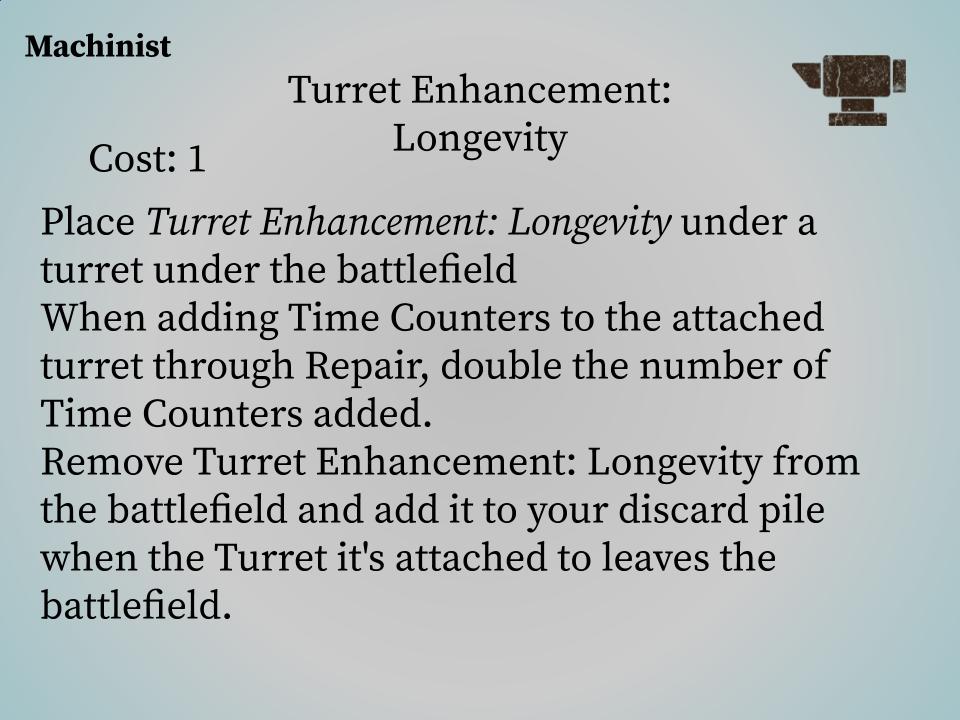 Machinist
Turret Enhancement:
Longevity
Cost: 1
Place Turret Enhancement: Longevity under a
turret under the battlefield
When adding Time Counters to the attached
turret through Repair, double the number of
Time Counters added.
Remove Turret Enhancement: Longevity from
the battlefield and add it to your discard pile
when the Turret it's attached to leaves the
battlefield.